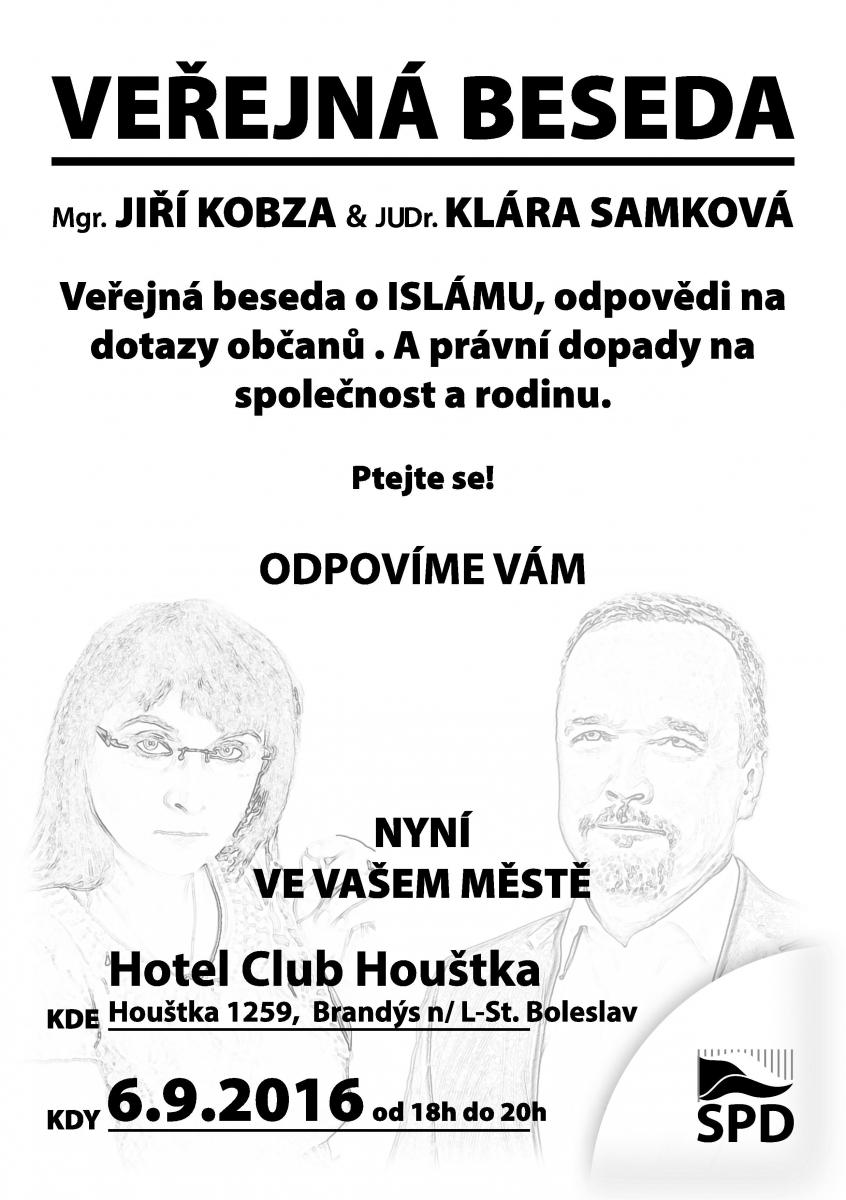 VEŘEJNÁ BESEDA
Mgr. JIŘÍ KOBZA & JUDr. KLÁRA SAMKOVÁ
Veřejná beseda o ISLÁMU, odpovědi na
dotazy občanů . A právní dopady na
společnost a rodinu.
Ptejte se!
ODPOVÍME VÁM
NYNÍ
VE VAŠEM MĚSTĚ
Hotel Club Houštka
KDE Houštka 1259, Brandýs n/ L-St. Boleslav
KDY 6.9.2016 od 18h do 20h
SPD